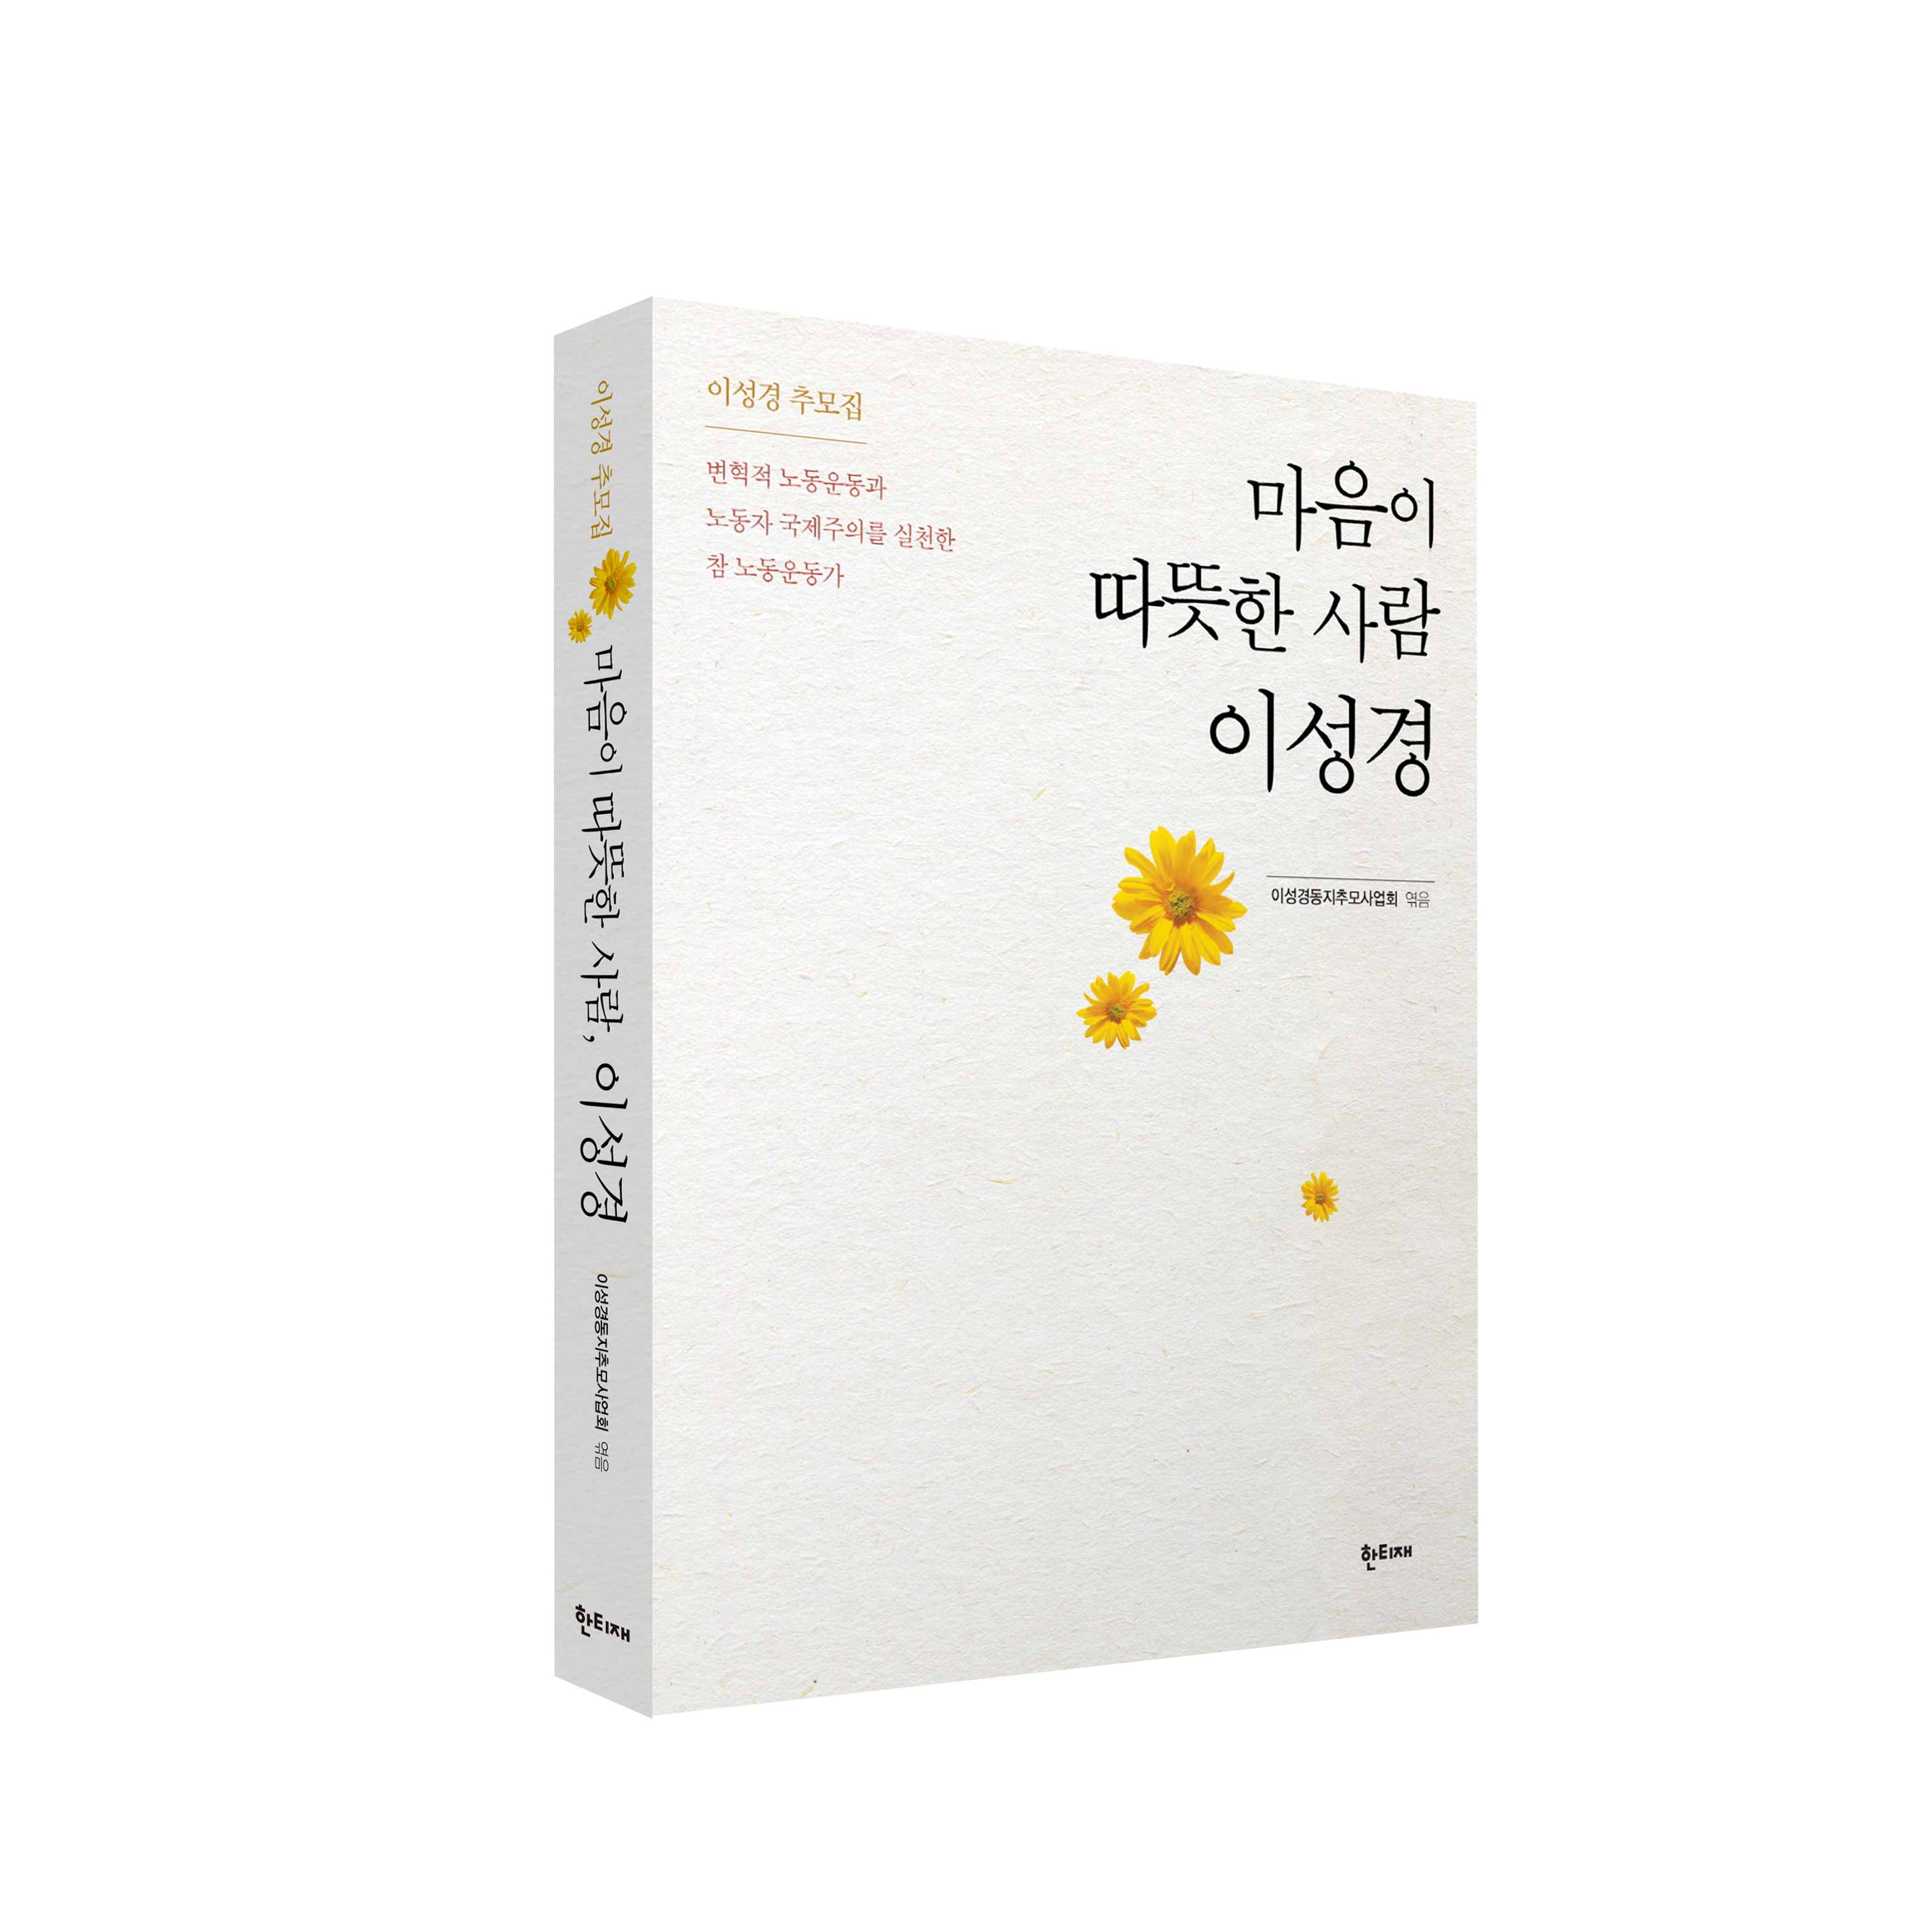 이성경 추모집
변혁적 노동운동과
노동자 국제주의를 실천한
참 노동운동가
마음이
따뜻한 사람
이성경
이성경동지추모사업회 엮음
한티재
이성경 추모집
마음이 따뜻한 사람, 이성경
이성경동지추모사업회 엮음
한티재